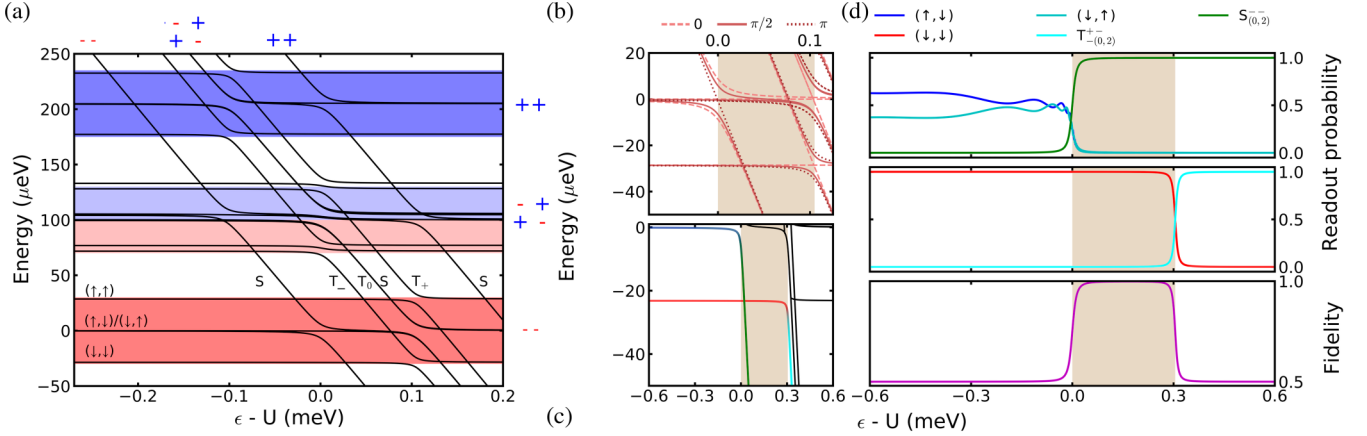 (a)
- - - + + +
+ -
250
200
150
100
50
0
−50
Energy (μeV)
+ +
- +
+ -
- -
S T₋ T₀ S T₊ S
(↑,↑)
(↑,↓)/(↓,↑)
(↓,↓)
−0.2 −0.1 0.0 0.1 0.2
ϵ - U (meV)
(b)
0 π/2 π
0.0 0.1
20
0
−20
−40
Energy (μeV)
0
−20
−40
−0.6 −0.3 0.0 0.3 0.6
(c)
(d)
(↑,↓) (↓,↑) S⁻⁻₍₀,₂₎
(↓,↓) T⁺⁻₋₍₀,₂₎
1.0
0.5
0.0
1.0
0.5
0.0
Readout probability
1.0
0.5
Fidelity
−0.6 −0.3 0.0 0.3 0.6
ϵ - U (meV)